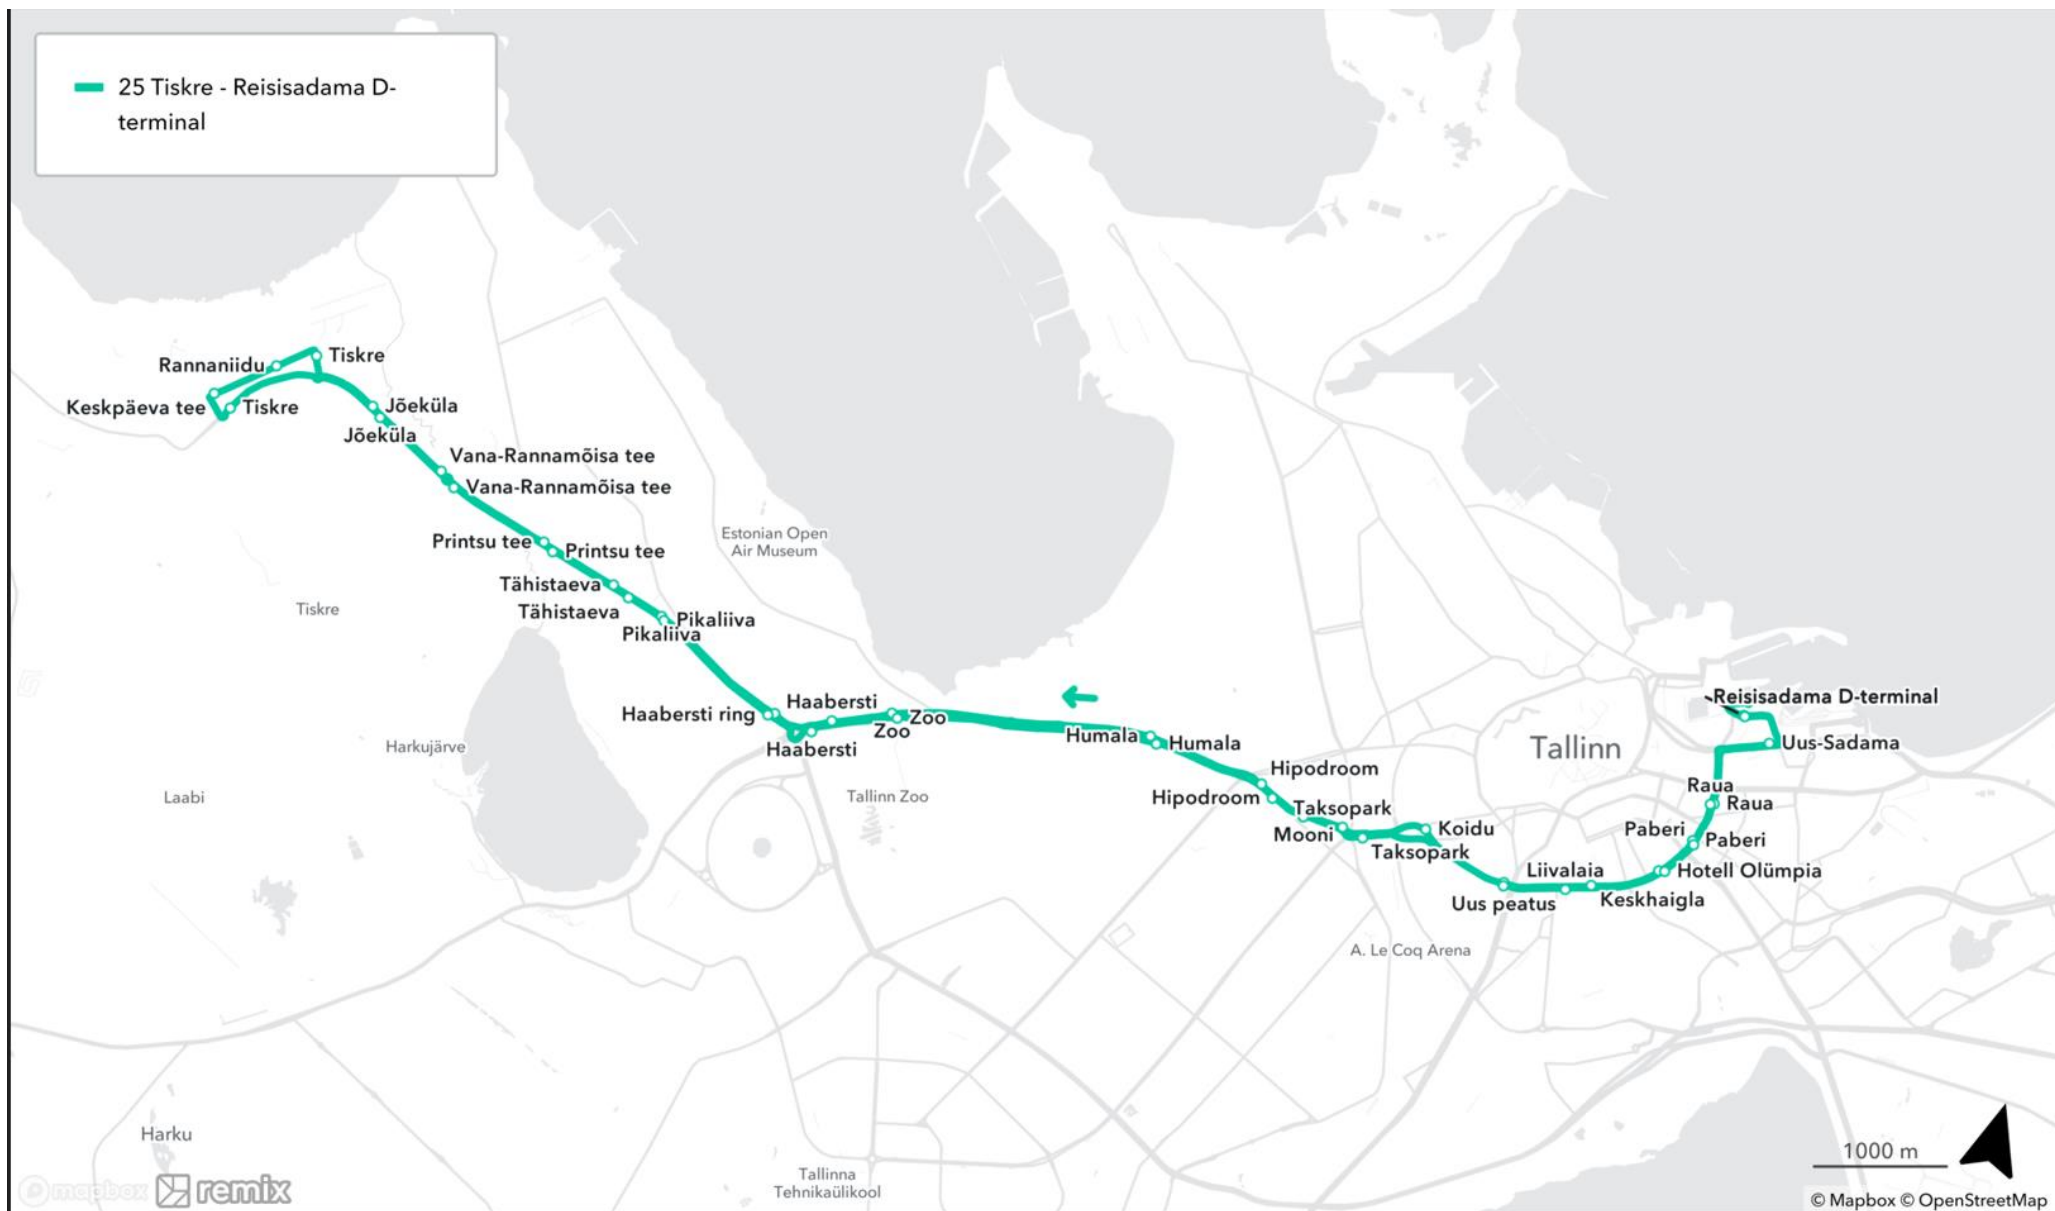 25 Tiskre - Reisisadama D-
terminal
Rannaniidu
Tiskre
Keskpäeva tee
Tiskre
Jõeküla
Jõeküla
Vana-Rannamõisa tee
Vana-Rannamõisa tee
Printsu tee
Printsu tee
Estonian Open
Air Museum
Tähistaeva
Tähistaeva
Tiskre
Pikaliiva
Pikaliiva
Haabersti ring
Haabersti
Zoo
Zoo
Haabersti
Harkujärve
Laabi
Tallinn Zoo
Humala
Humala
Hipodroom
Hipodroom
Taksopark
Mooni
Koidu
Taksopark
Tallinn
Reisisadama D-terminal
Uus-Sadama
Raua
Raua
Paberi
Paberi
Liivalaia
Hotell Olümpia
Uus peatus
Keskhaigla
A. Le Coq Arena
Harku
Tallinna
Tehnikaülikool
1000 m
mapbox
remix
© Mapbox © OpenStreetMap